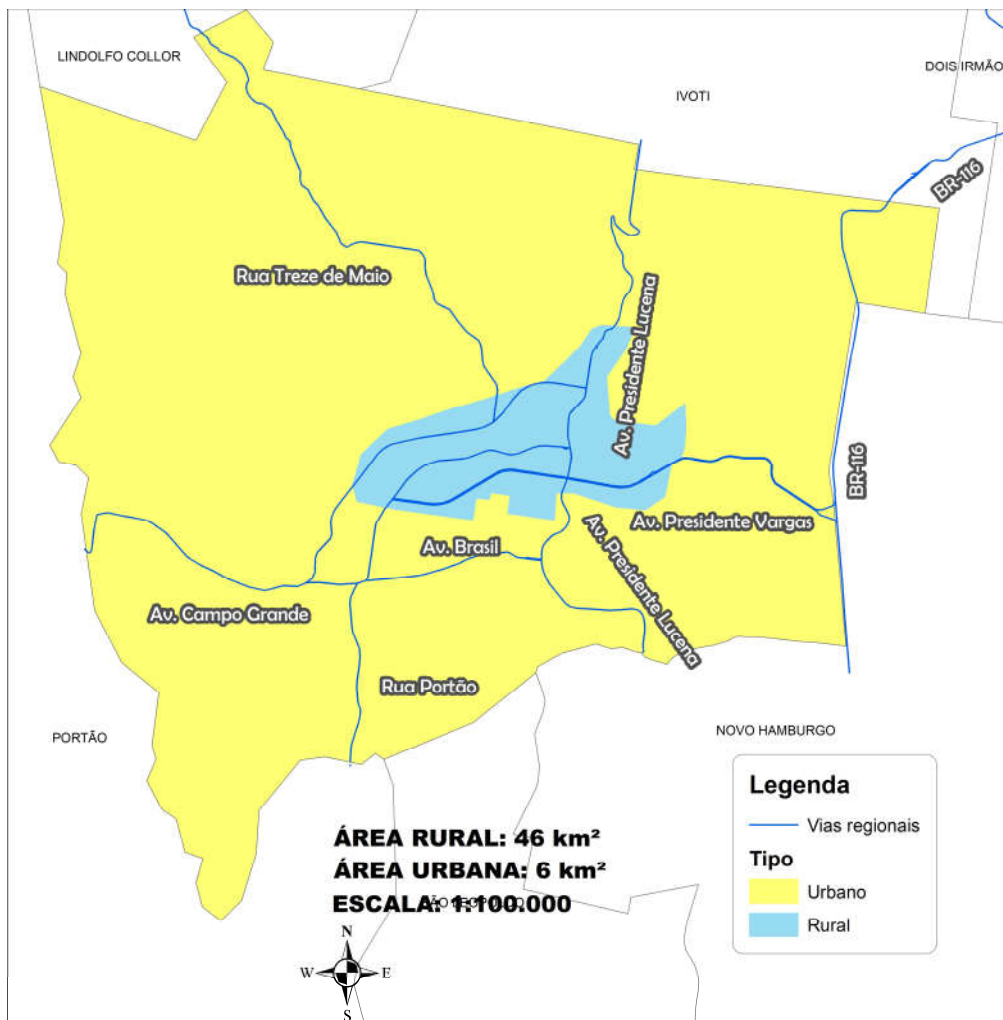 LINDOLFO COLLOR
DOIS IRMÃO
IVOTI
BR-116
Rua Treze de Maio
Av. Presidente Lucena
BR-116
Av. Presidente Vargas
Av. Brasil
Av. Presidente Lucena
Av. Campo Grande
Rua Portão
PORTÃO
NOVO HAMBURGO
Legenda
Vias regionais
Tipo
Urbano
Rural
ÁREA RURAL: 46 km²
ÁREA URBANA: 6 km²
ESCALA: 1:100.000
N
W
E
S